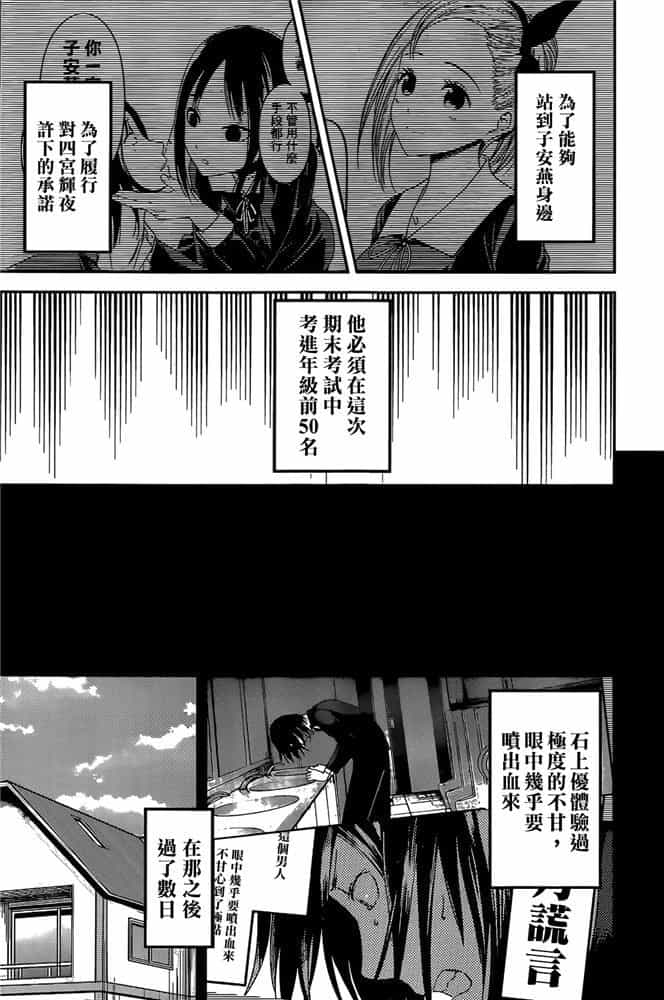 為了能夠
站到子安燕身邊
不管用什麼
手段都行
你一定
子安燕
為了履行
對四宮輝夜
許下的承諾
他必須在這次
期末考試中
考進年級前50名
石上優體驗過
極度的不甘，
眼中幾乎要
噴出血來
謊言
這個男人
眼中幾乎要噴出血來
不甘心到了極點
在那之後
過了數日